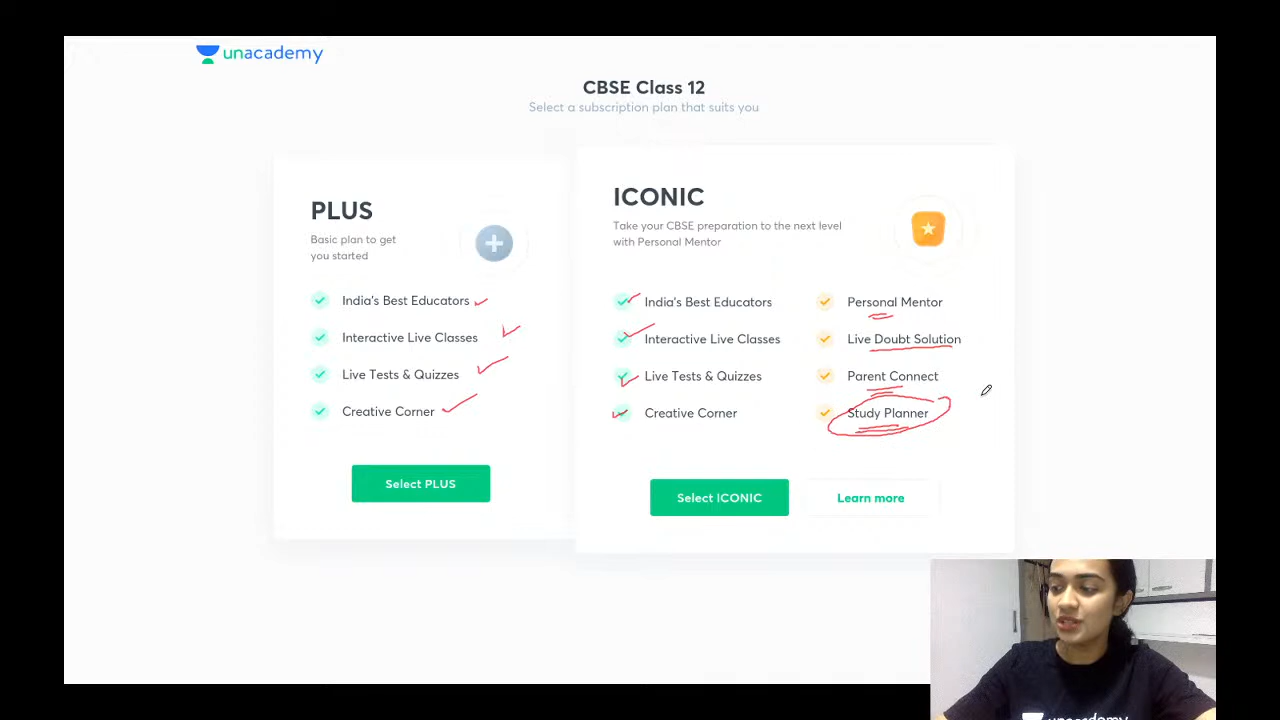 unacademy
CBSE Class 12
Select a subscription plan that suits you
PLUS
Basic plan to get
you started
India's Best Educators
Interactive Live Classes
Live Tests & Quizzes
Creative Corner
Select PLUS
ICONIC
Take your CBSE preparation to the next level
with Personal Mentor
India's Best Educators
Interactive Live Classes
Live Tests & Quizzes
Creative Corner
Personal Mentor
Live Doubt Solution
Parent Connect
Study Planner
Select ICONIC
Learn more
unacademy